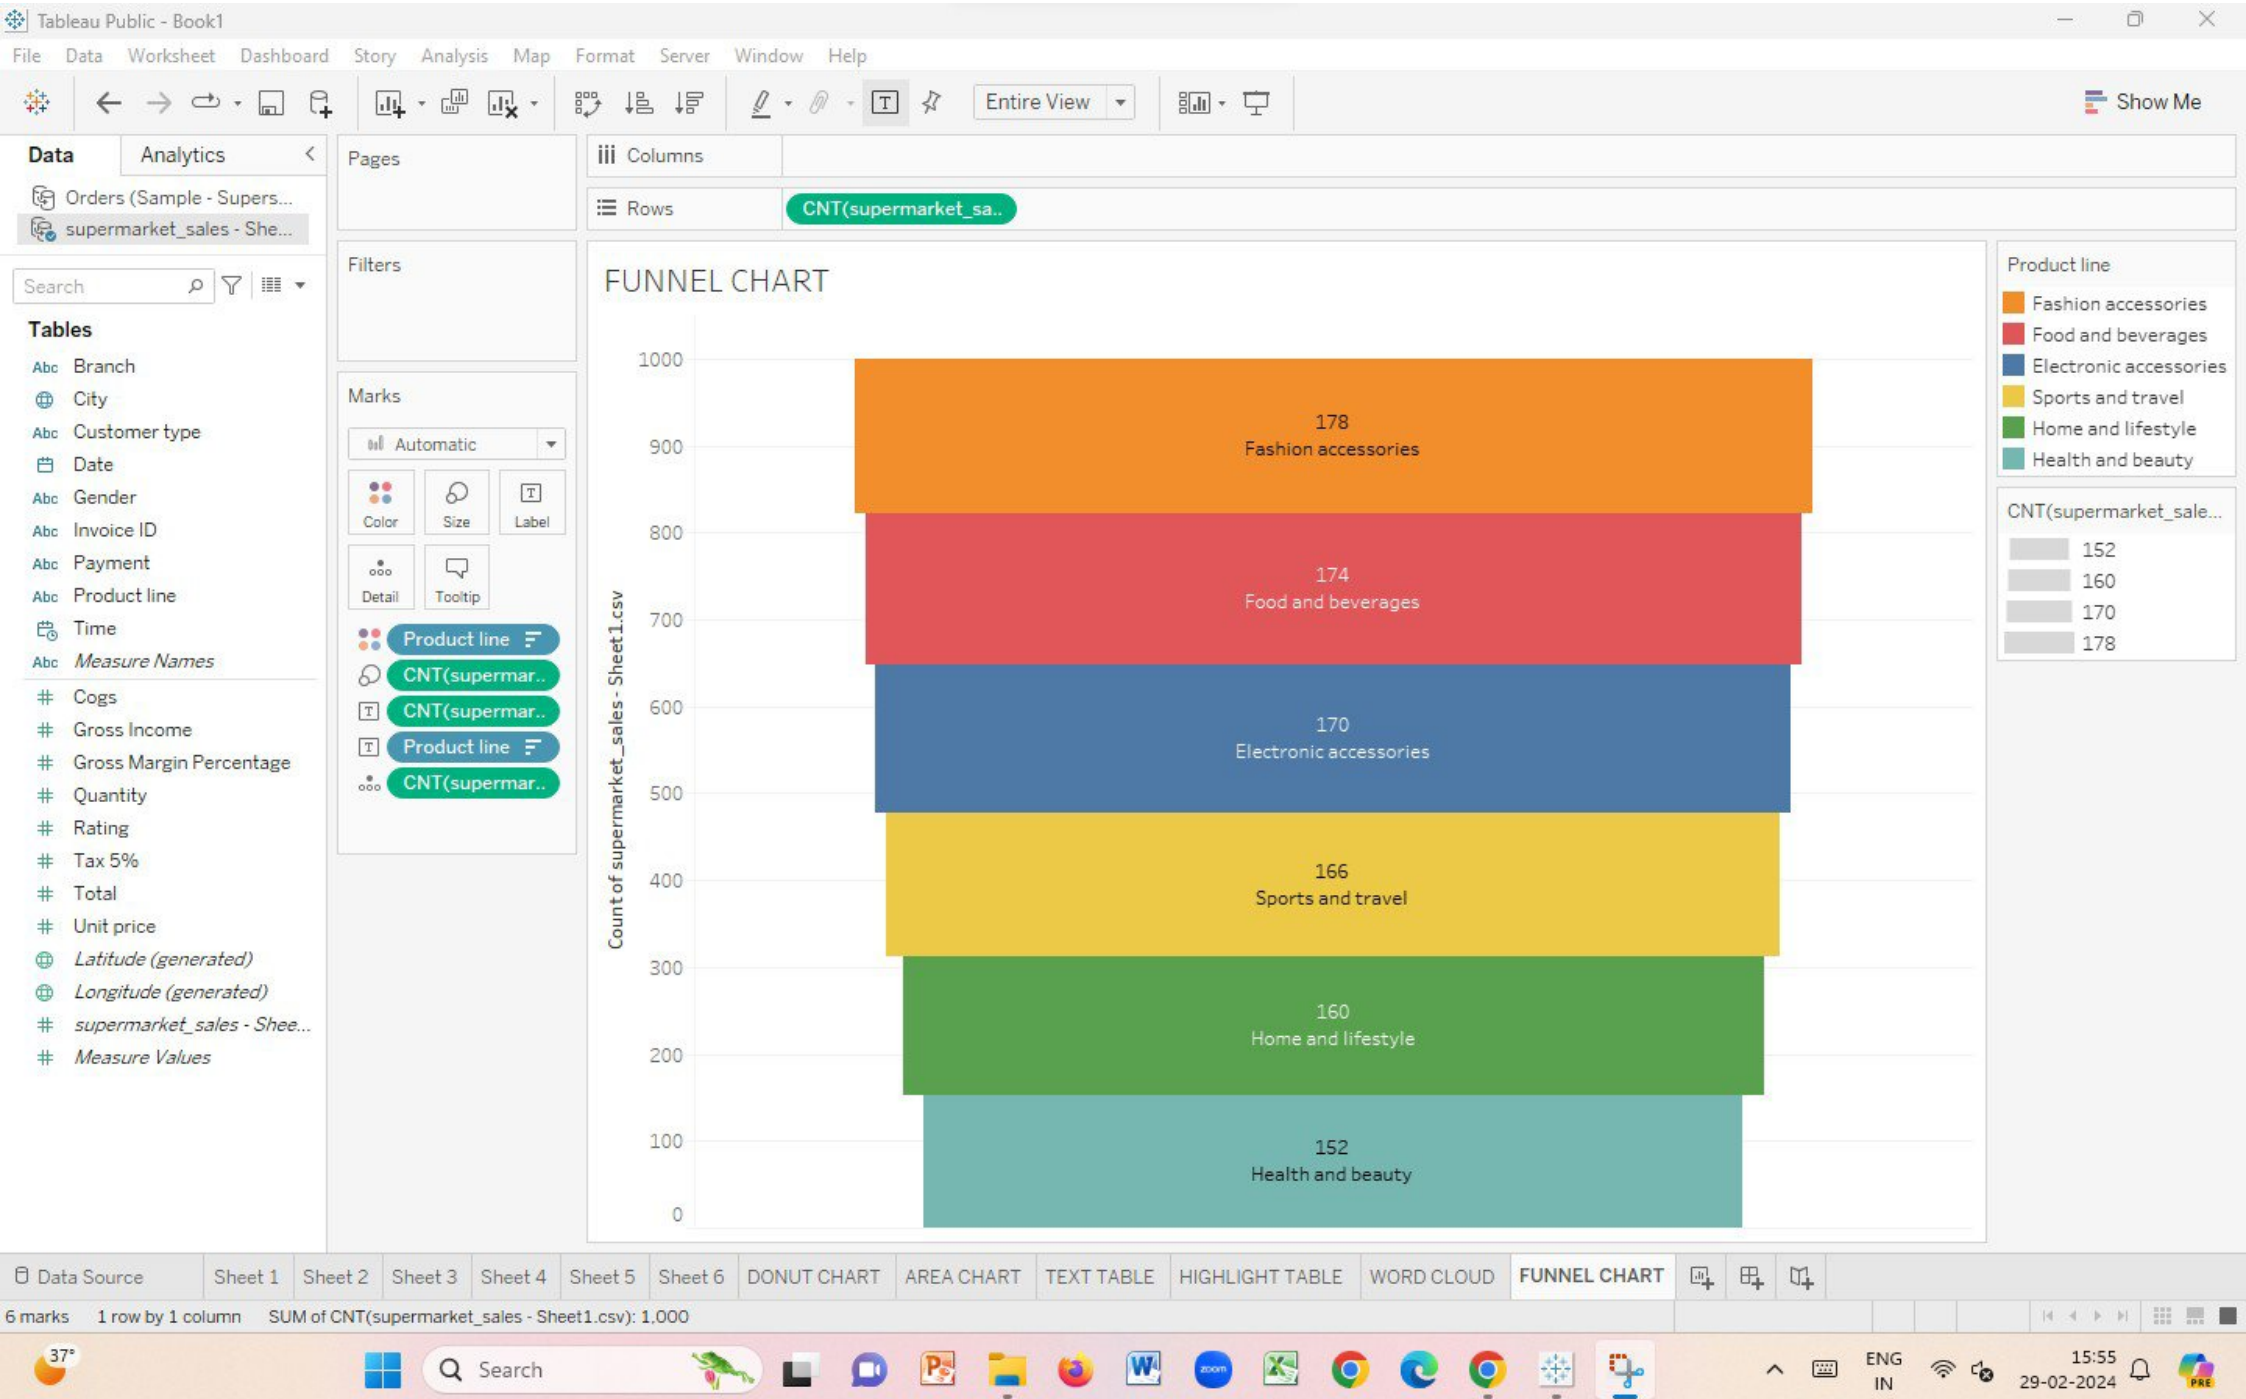 Tableau Public - Book1
File Data Worksheet Dashboard Story Analysis Map Format Server Window Help
Entire View
Show Me
Data Analytics
Orders (Sample - Supers...
supermarket_sales - She...
Search
Tables
Abc Branch
City
Abc Customer type
Date
Abc Gender
Abc Invoice ID
Abc Payment
Abc Product line
Time
Abc Measure Names
# Cogs
# Gross Income
# Gross Margin Percentage
# Quantity
# Rating
# Tax 5%
# Total
# Unit price
Latitude (generated)
Longitude (generated)
# supermarket_sales - Shee...
# Measure Values
Pages
Filters
Marks
Automatic
Color Size Label
Detail Tooltip
Product line
CNT(supermar..
CNT(supermar..
Product line
CNT(supermar..
Columns
Rows CNT(supermarket_sa..
FUNNEL CHART
Count of supermarket_sales - Sheet1.csv
1000
900
800
700
600
500
400
300
200
100
0
178
Fashion accessories
174
Food and beverages
170
Electronic accessories
166
Sports and travel
160
Home and lifestyle
152
Health and beauty
Product line
Fashion accessories
Food and beverages
Electronic accessories
Sports and travel
Home and lifestyle
Health and beauty
CNT(supermarket_sale...
152
160
170
178
Data Source Sheet 1 Sheet 2 Sheet 3 Sheet 4 Sheet 5 Sheet 6 DONUT CHART AREA CHART TEXT TABLE HIGHLIGHT TABLE WORD CLOUD FUNNEL CHART
6 marks 1 row by 1 column SUM of CNT(supermarket_sales - Sheet1.csv): 1,000
37°
Search
zoom
ENG
IN
15:55
29-02-2024
PRE